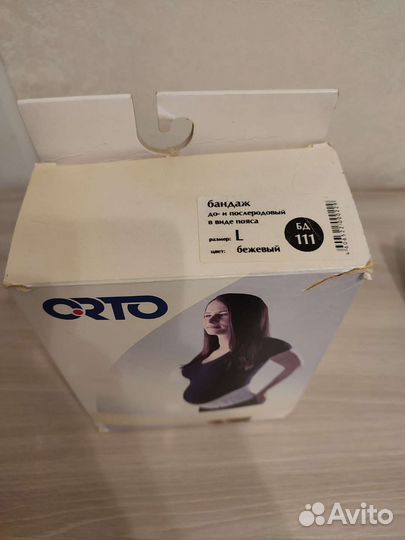 бандаж
до- и послеродовый
в виде пояса
размер: L
цвет: бежевый
БД
111
ORTO
Avito